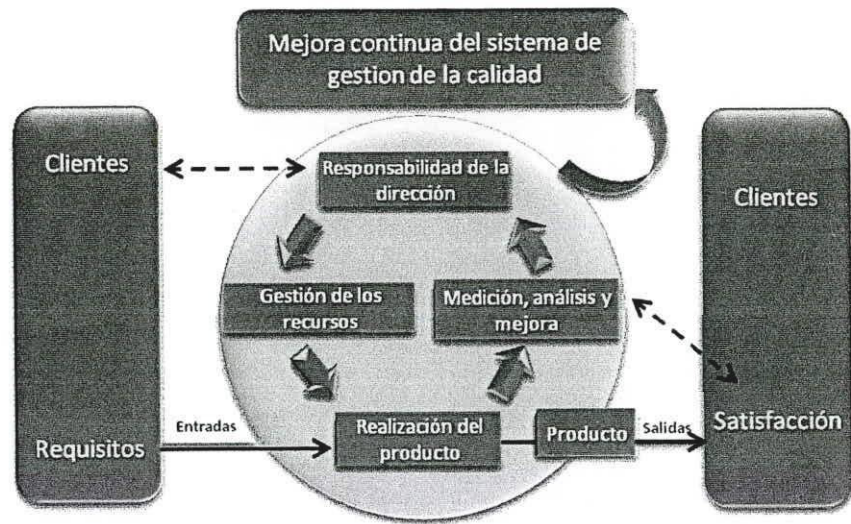 Mejora continua del sistema de
gestion de la calidad
Clientes
Responsabilidad de la
dirección
Clientes
Gestión de los
recursos
Medición, análisis y
mejora
Requisitos
Entradas
Realización del
producto
Producto
Salidas
Satisfacción